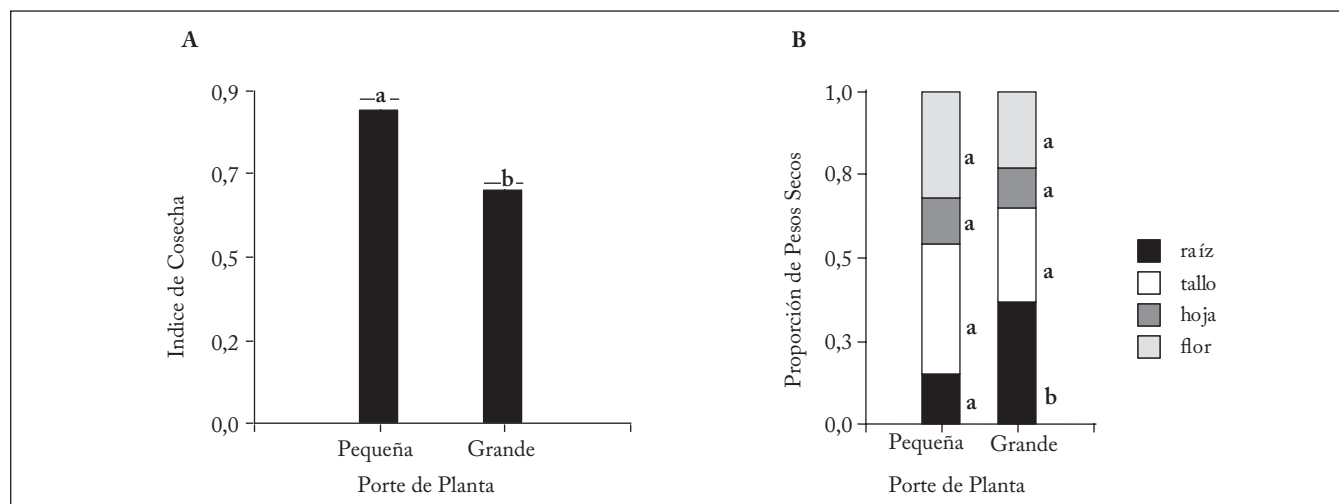 A
Indice de Cosecha
0,9
a
0,7
b
0,5
0,2
0,0
Pequeña Grande
Porte de Planta
B
Proporción de Pesos Secos
1,0
0,8
0,5
0,3
0,0
a
a
a
a
a
a
a
b
Pequeña Grande
Porte de Planta
raíz
tallo
hoja
flor